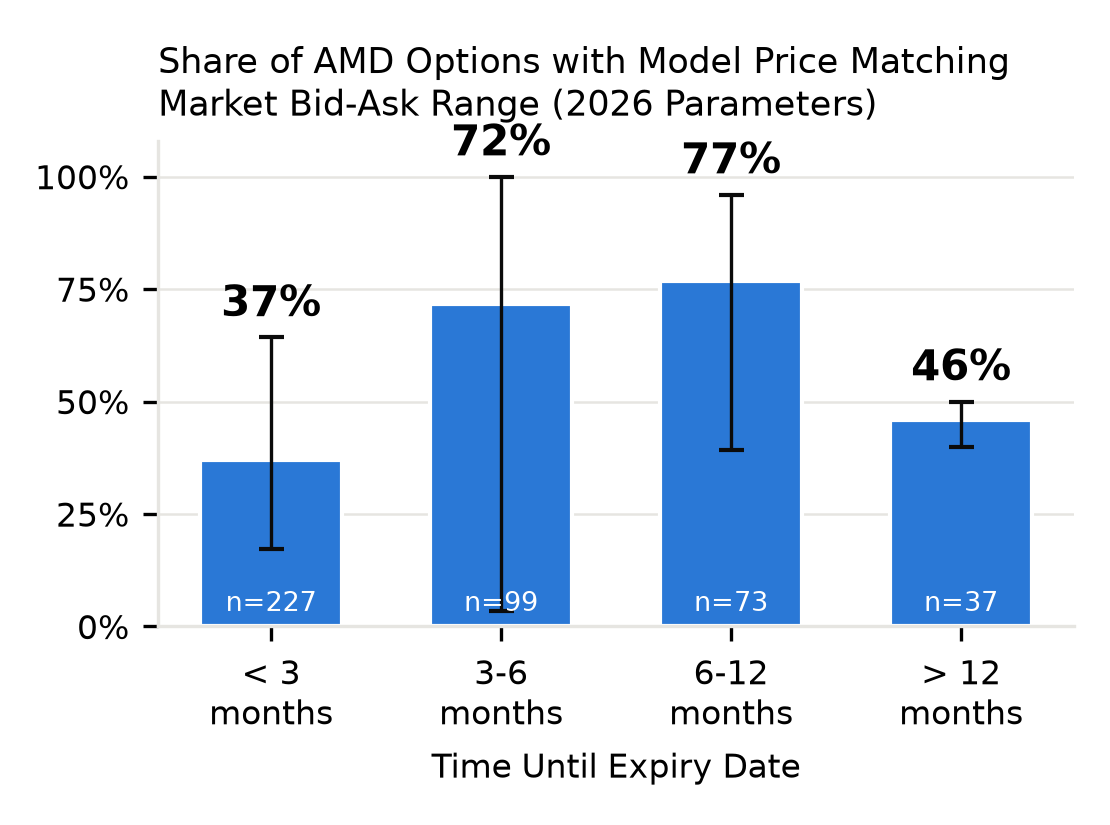 Share of AMD Options with Model Price Matching
Market Bid-Ask Range (2026 Parameters)
72%
77%
37%
46%
100%
75%
50%
25%
0%
n=227
n=99
n=73
n=37
< 3
months
3-6
months
6-12
months
> 12
months
Time Until Expiry Date